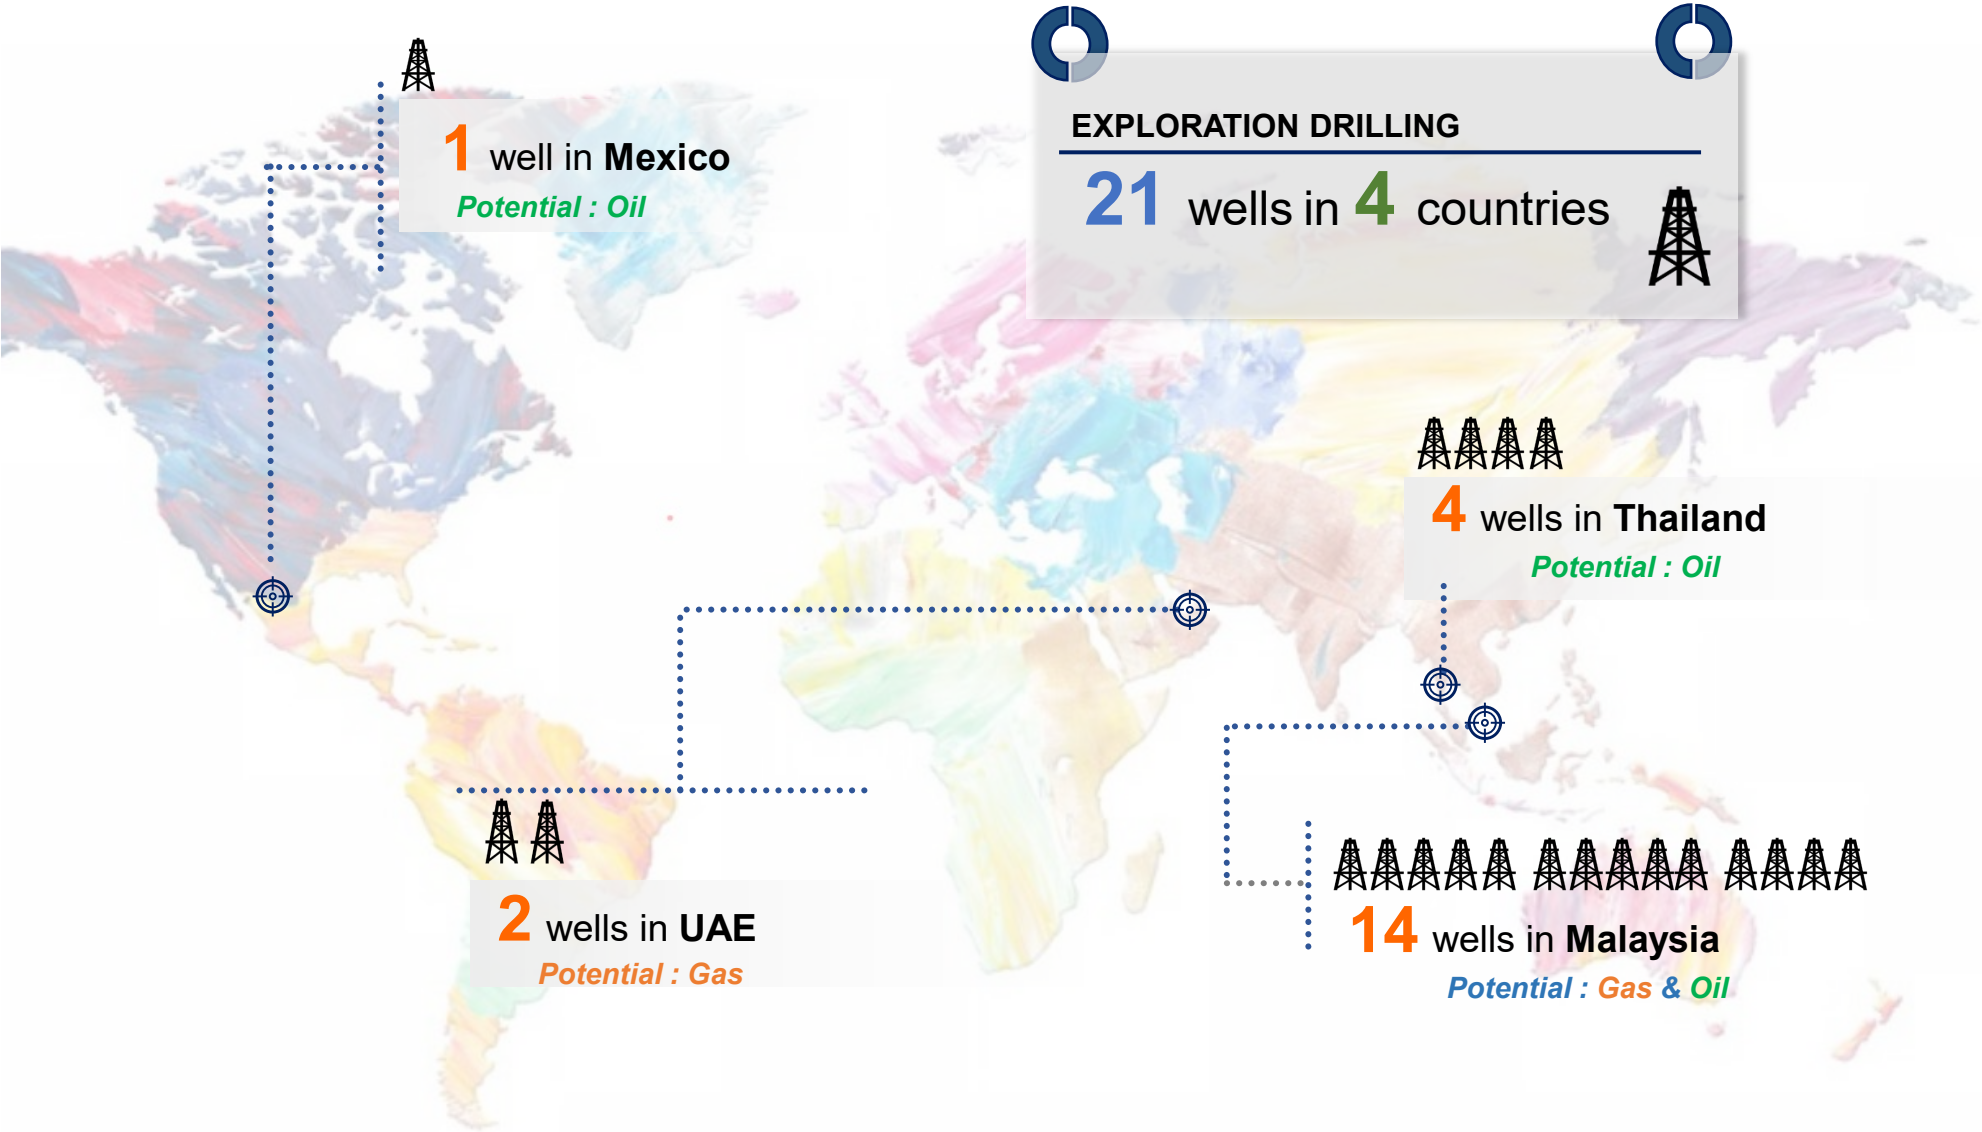 EXPLORATION DRILLING
21 wells in 4 countries
1 well in Mexico
Potential : Oil
4 wells in Thailand
Potential : Oil
2 wells in UAE
Potential : Gas
14 wells in Malaysia
Potential : Gas & Oil